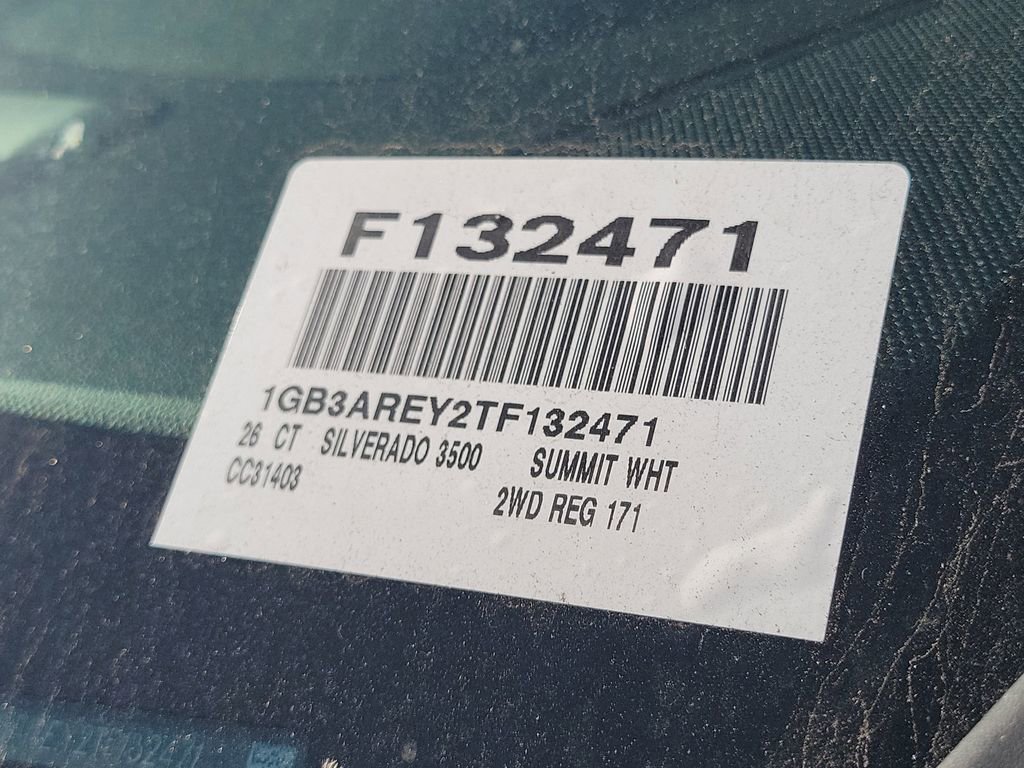 F132471
1GB3AREY2TF132471
26 CT SILVERADO 3500 SUMMIT WHT
CC31403 2WD REG 171